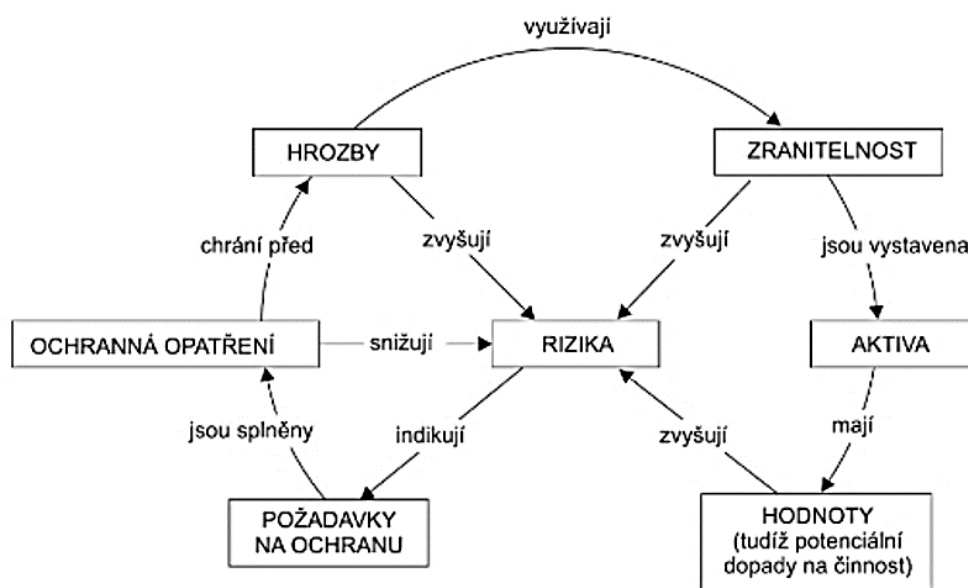 využívají
HROZBY
ZRANITELNOST
chrání před
zvyšují
zvyšují
jsou vystavena
OCHRANNÁ OPATŘENÍ
snižují
RIZIKA
AKTIVA
jsou splněny
indikují
zvyšují
mají
POŽADAVKY
NA OCHRANU
HODNOTY
(tudíž potenciální
dopady na činnost)